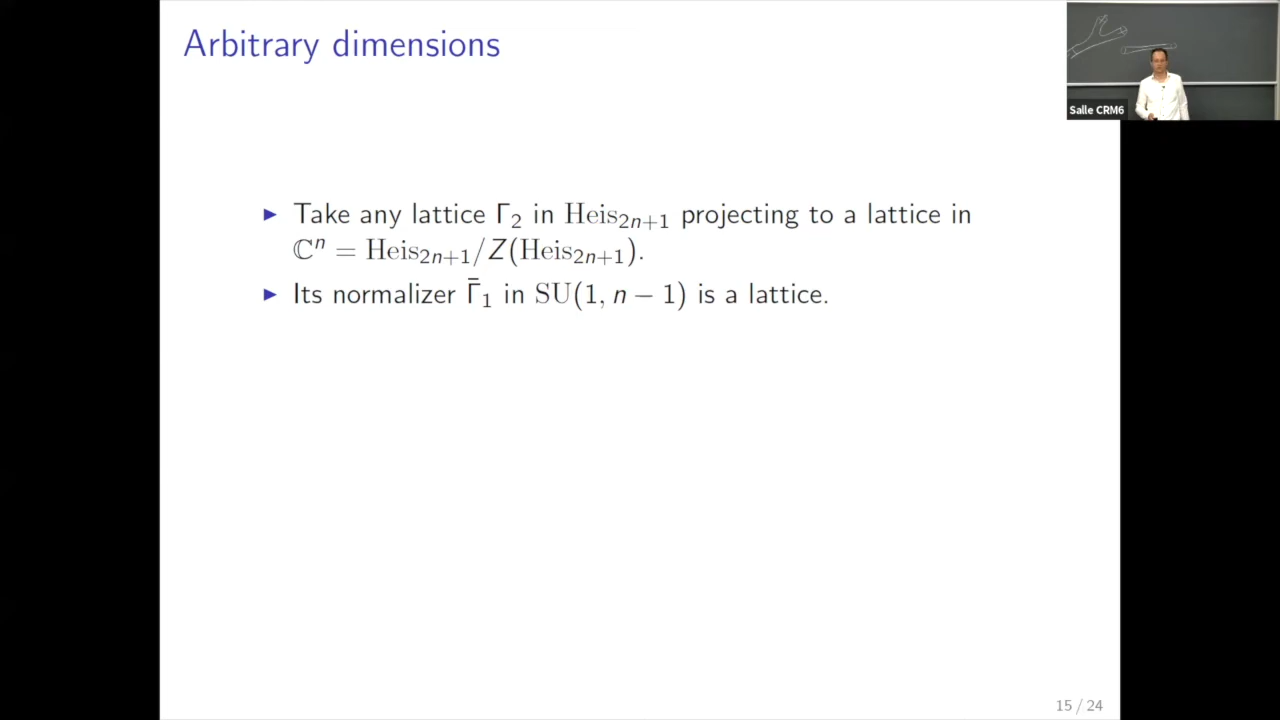 Arbitrary dimensions
▶ Take any lattice Γ₂ in Heis₂ₙ₊₁ projecting to a lattice in
ℂⁿ = Heis₂ₙ₊₁/Z(Heis₂ₙ₊₁).
▶ Its normalizer Γ̄₁ in SU(1, n − 1) is a lattice.
Salle CRM6
15 / 24